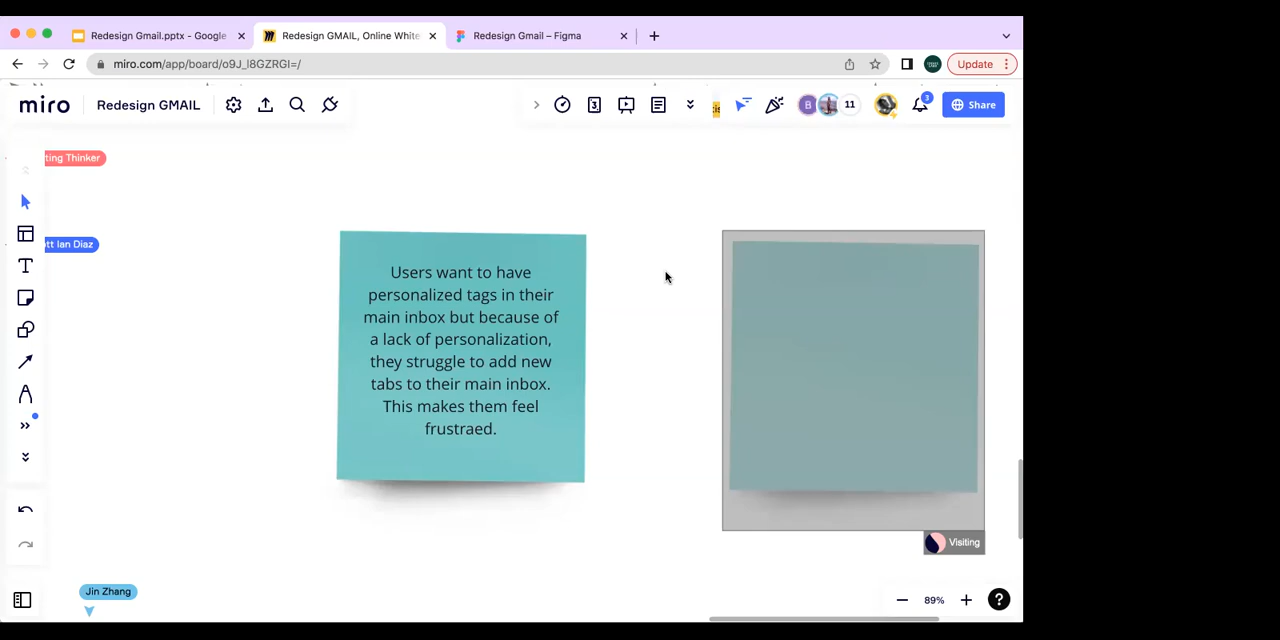 Redesign Gmail.pptx - Google
Redesign GMAIL, Online White
Redesign Gmail – Figma
miro.com/app/board/o9J_l8GZRGI=/
Update
miro
Redesign GMAIL
3
B
11
3
Share
ting Thinker
tt Ian Diaz
Users want to have
personalized tags in their
main inbox but because of
a lack of personalization,
they struggle to add new
tabs to their main inbox.
This makes them feel
frustraed.
Visiting
Jin Zhang
89%
?